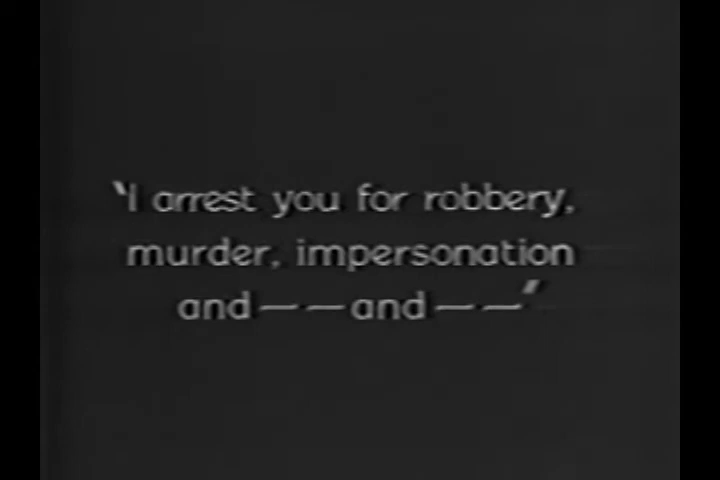 "I arrest you for robbery,
murder, impersonation
and — — and — —"